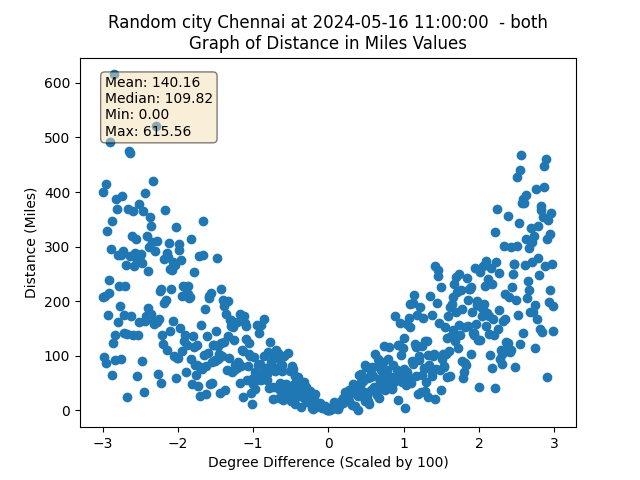 Random city Chennai at 2024-05-16 11:00:00  - both
Graph of Distance in Miles Values
Mean: 140.16
Median: 109.82
Min: 0.00
Max: 615.56
600
500
400
300
200
100
0
Distance (Miles)
−3
−2
−1
0
1
2
3
Degree Difference (Scaled by 100)